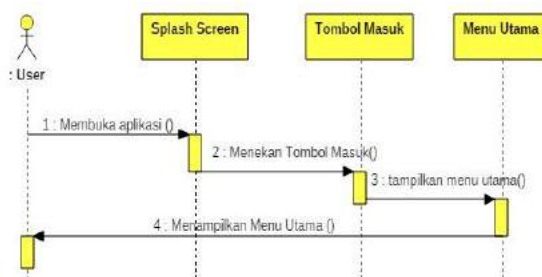 Splash Screen
Tombol Masuk
Menu Utama
: User
1 : Membuka aplikasi ()
2 : Menekan Tombol Masuk()
3 : tampilkan menu utama()
4 : Menampilkan Menu Utama ()